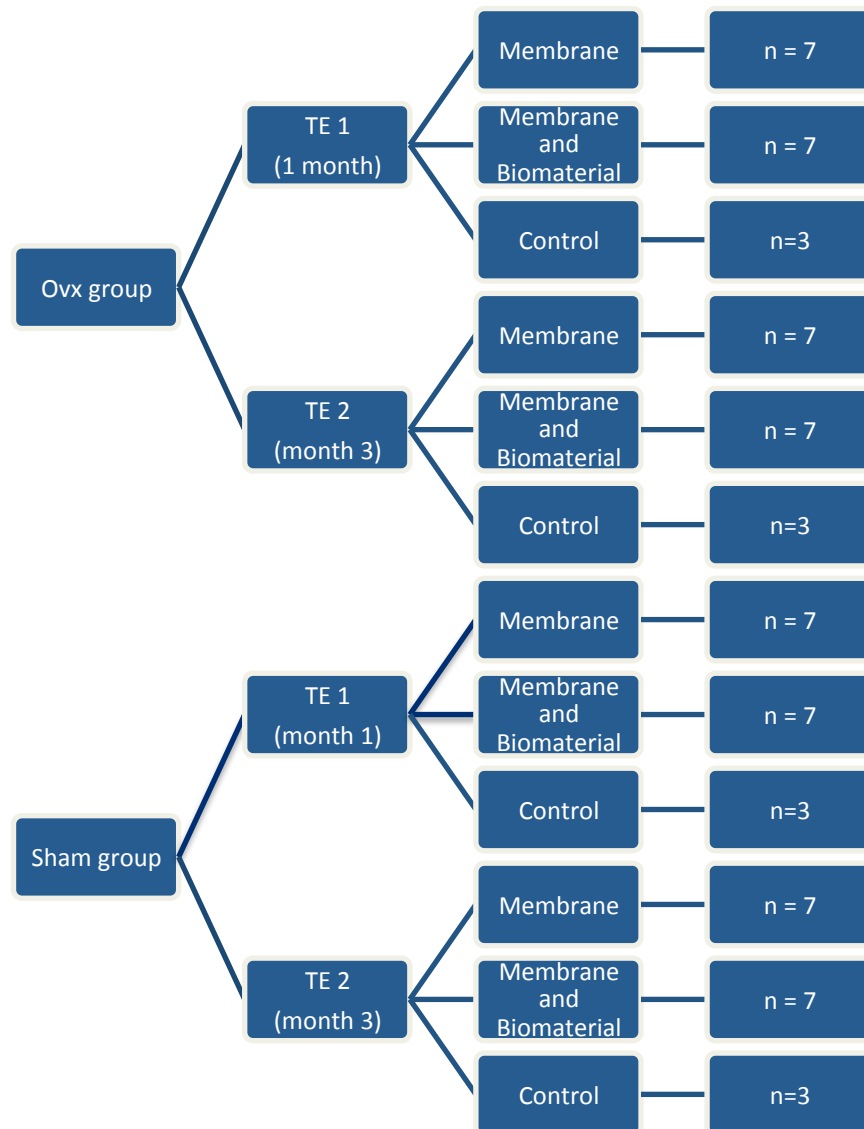 Membrane
n = 7
TE 1
(1 month)
Membrane
and
Biomaterial
n = 7
Control
n=3
Ovx group
Membrane
n = 7
TE 2
(month 3)
Membrane
and
Biomaterial
n = 7
Control
n=3
Membrane
n = 7
TE 1
(month 1)
Membrane
and
Biomaterial
n = 7
Control
n=3
Sham group
Membrane
n = 7
TE 2
(month 3)
Membrane
and
Biomaterial
n = 7
Control
n=3